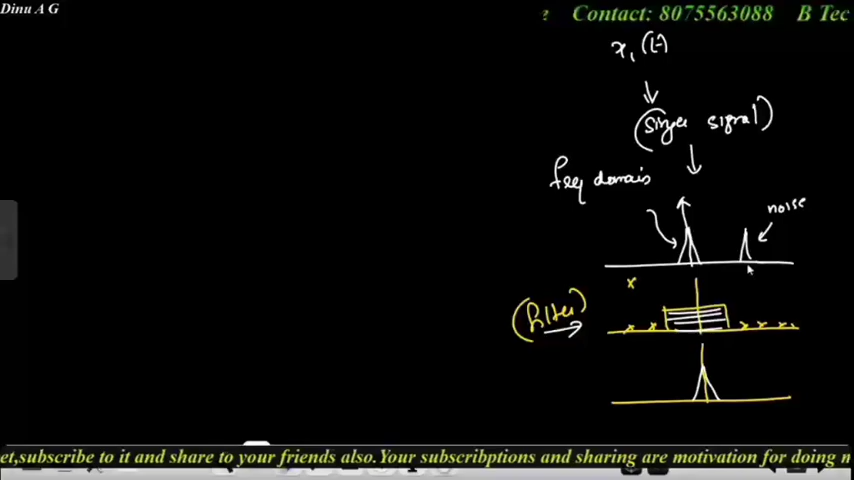 Dinu A G
? Contact: 8075563088 B Tec
x₁(t)
(singer signal)
freq domain
noise
(filter)
et,subscribe to it and share to your friends also.Your subscribptions and sharing are motivation for doing n